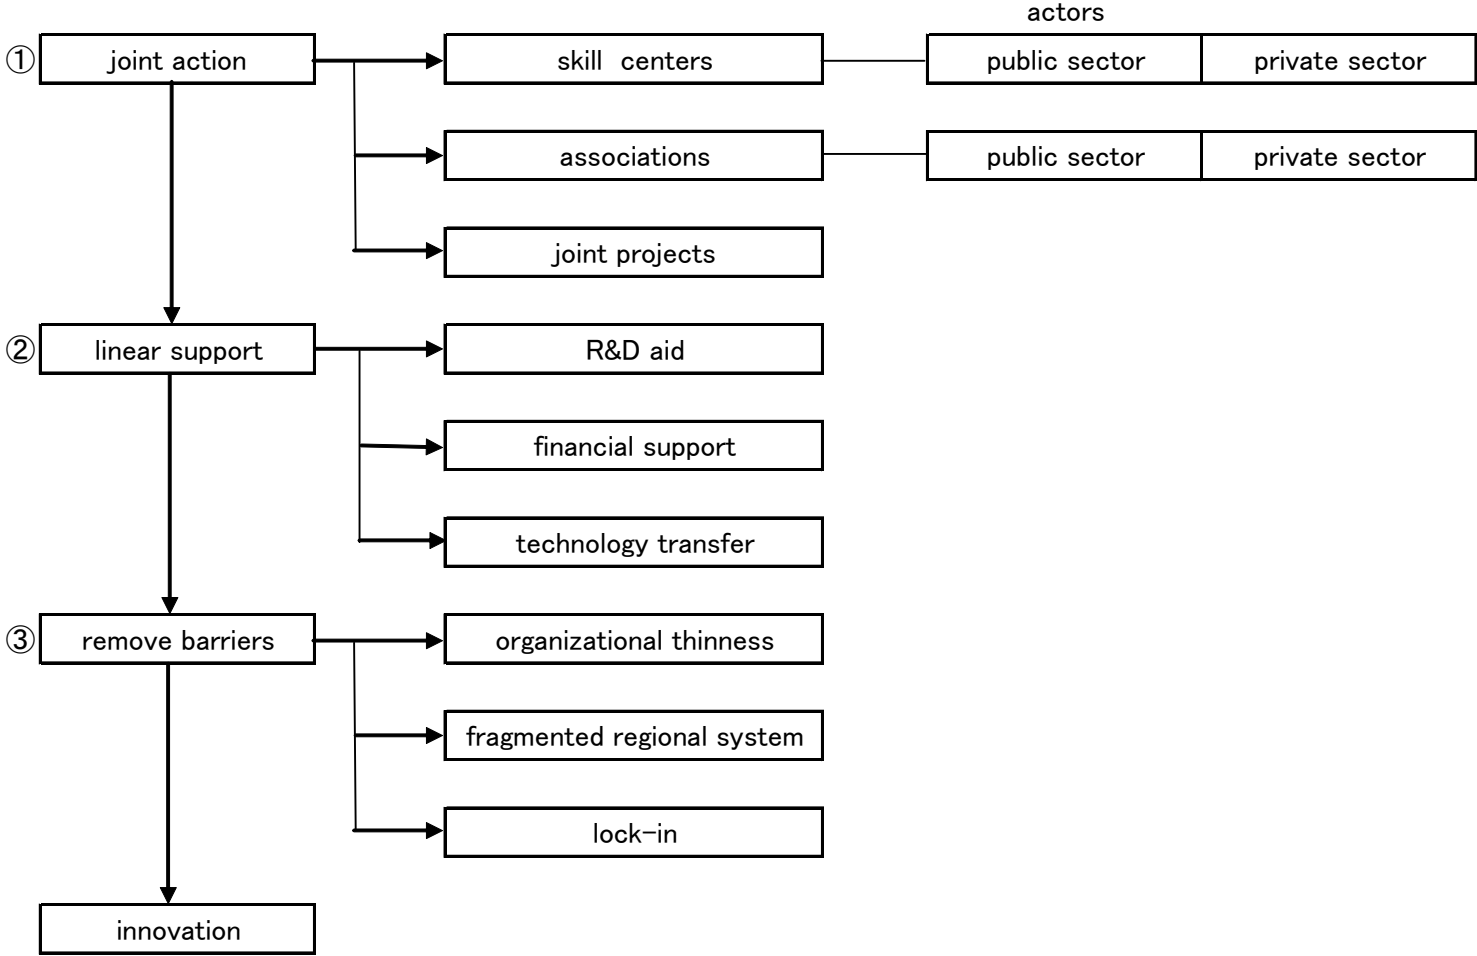 actors
① joint action skill centers public sector private sector
associations public sector private sector
joint projects
② linear support R&D aid
financial support
technology transfer
③ remove barriers organizational thinness
fragmented regional system
lock-in
innovation